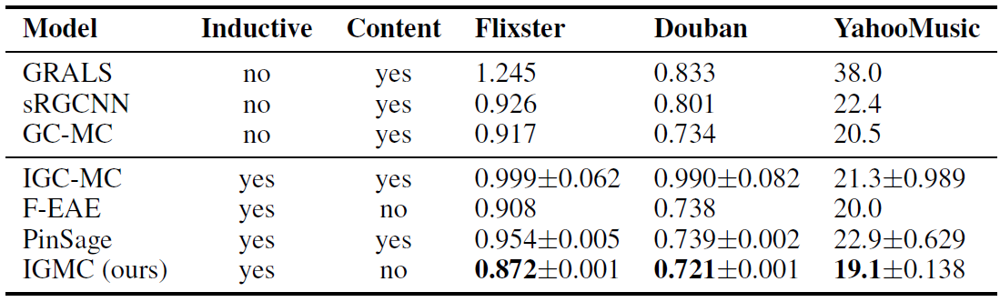 Model Inductive Content Flixster Douban YahooMusic
GRALS no yes 1.245 0.833 38.0
sRGCNN no yes 0.926 0.801 22.4
GC-MC no yes 0.917 0.734 20.5
IGC-MC yes yes 0.999±0.062 0.990±0.082 21.3±0.989
F-EAE yes no 0.908 0.738 20.0
PinSage yes yes 0.954±0.005 0.739±0.002 22.9±0.629
IGMC (ours) yes no 0.872±0.001 0.721±0.001 19.1±0.138